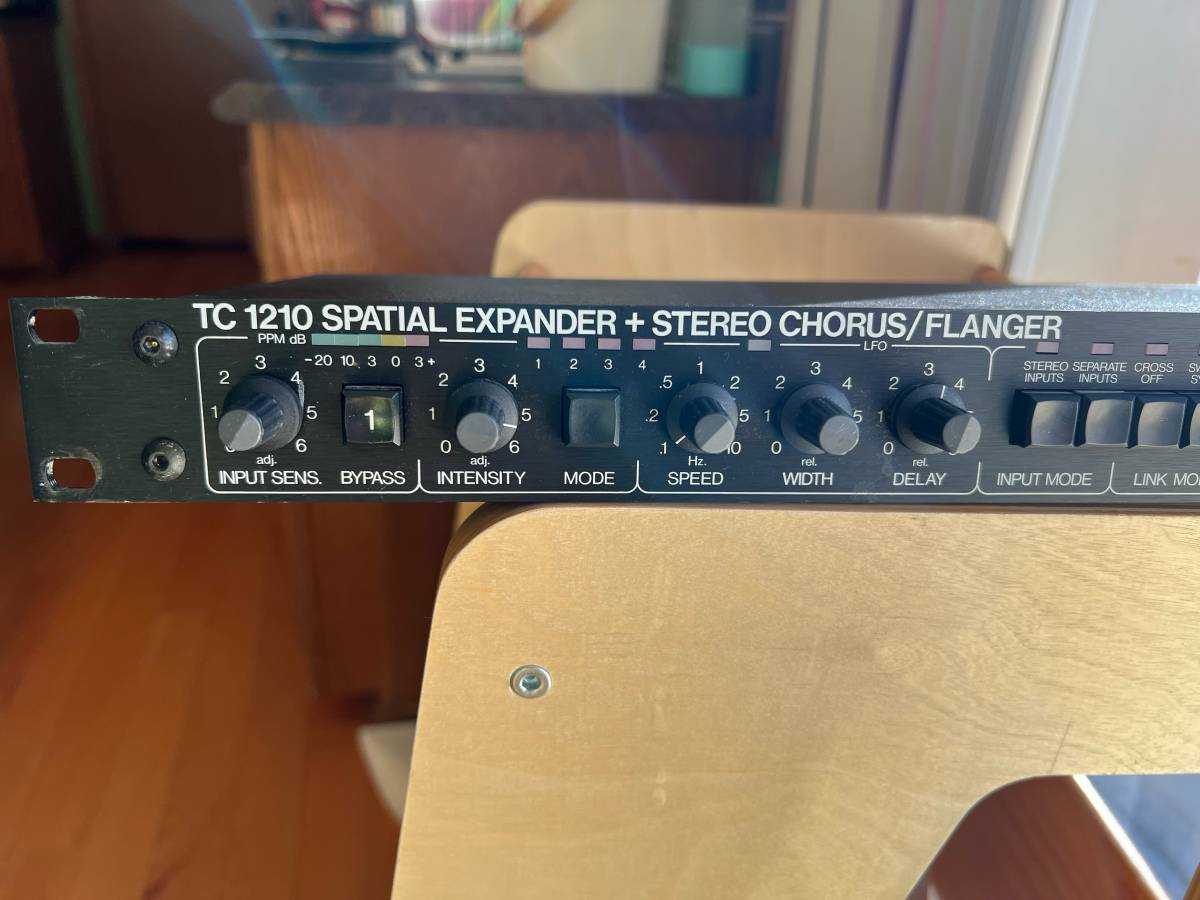 TC 1210 SPATIAL EXPANDER + STEREO CHORUS/FLANGER
PPM dB
-20 10 3 0 3+
1 2 3 4
LFO
STEREO INPUTS
SEPARATE INPUTS
CROSS OFF
1 2 3 4 5 6
adj.
INPUT SENS.
1
BYPASS
0 1 2 3 4 5 6
adj.
INTENSITY
MODE
.1 .2 .5 1 2 5 10
Hz.
SPEED
0 1 2 3 4 5
rel.
WIDTH
0 1 2 3 4
rel.
DELAY
INPUT MODE
LINK